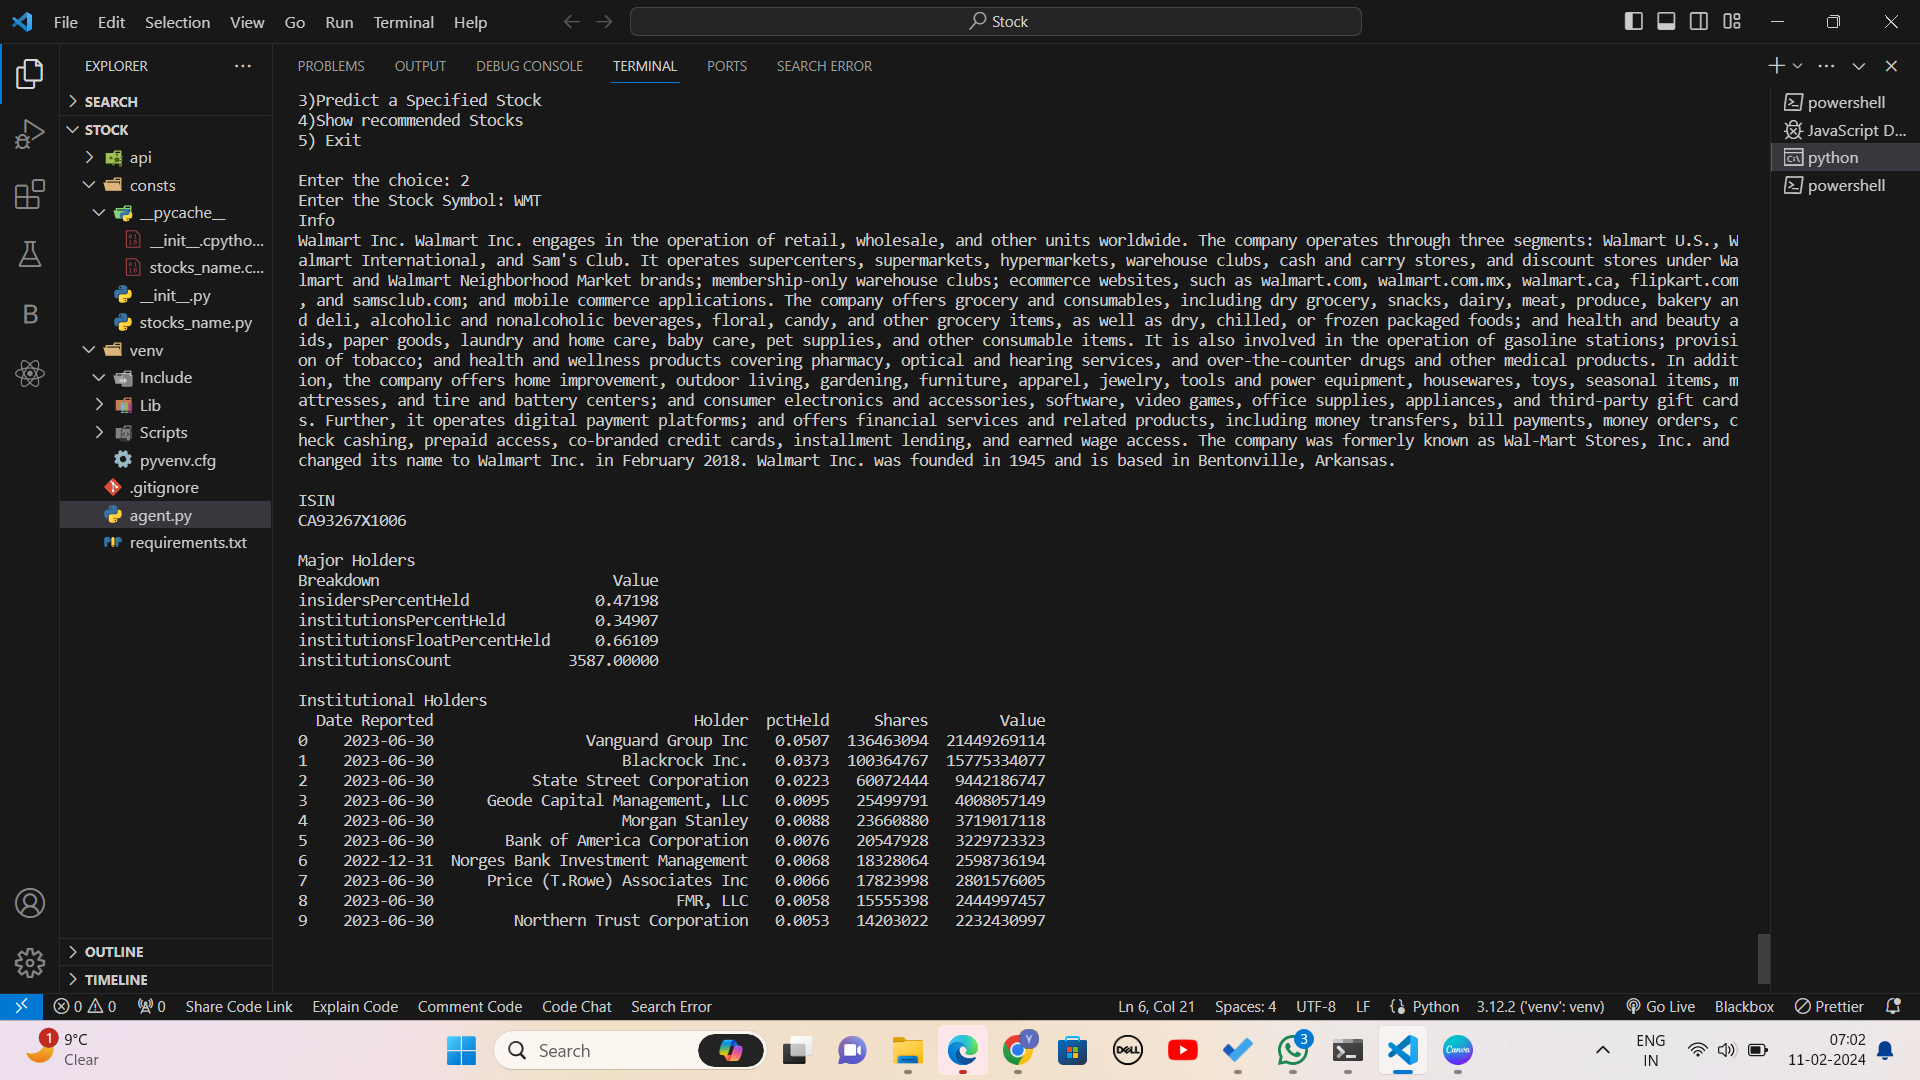 File Edit Selection View Go Run Terminal Help
Stock
EXPLORER
SEARCH
STOCK
api
consts
__pycache__
__init__.cpytho...
stocks_name.c...
__init__.py
stocks_name.py
venv
Include
Lib
Scripts
pyvenv.cfg
.gitignore
agent.py
requirements.txt
OUTLINE
TIMELINE
B
PROBLEMS OUTPUT DEBUG CONSOLE TERMINAL PORTS SEARCH ERROR
3)Predict a Specified Stock
4)Show recommended Stocks
5) Exit
Enter the choice: 2
Enter the Stock Symbol: WMT
Info
Walmart Inc. Walmart Inc. engages in the operation of retail, wholesale, and other units worldwide. The company operates through three segments: Walmart U.S., W
almart International, and Sam's Club. It operates supercenters, supermarkets, hypermarkets, warehouse clubs, cash and carry stores, and discount stores under Wa
lmart and Walmart Neighborhood Market brands; membership-only warehouse clubs; ecommerce websites, such as walmart.com, walmart.com.mx, walmart.ca, flipkart.com
, and samsclub.com; and mobile commerce applications. The company offers grocery and consumables, including dry grocery, snacks, dairy, meat, produce, bakery an
d deli, alcoholic and nonalcoholic beverages, floral, candy, and other grocery items, as well as dry, chilled, or frozen packaged foods; and health and beauty a
ids, paper goods, laundry and home care, baby care, pet supplies, and other consumable items. It is also involved in the operation of gasoline stations; provisi
on of tobacco; and health and wellness products covering pharmacy, optical and hearing services, and over-the-counter drugs and other medical products. In addit
ion, the company offers home improvement, outdoor living, gardening, furniture, apparel, jewelry, tools and power equipment, housewares, toys, seasonal items, m
attresses, and tire and battery centers; and consumer electronics and accessories, software, video games, office supplies, appliances, and third-party gift card
s. Further, it operates digital payment platforms; and offers financial services and related products, including money transfers, bill payments, money orders, c
heck cashing, prepaid access, co-branded credit cards, installment lending, and earned wage access. The company was formerly known as Wal-Mart Stores, Inc. and
changed its name to Walmart Inc. in February 2018. Walmart Inc. was founded in 1945 and is based in Bentonville, Arkansas.
ISIN
CA93267X1006
Major Holders
Breakdown Value
insidersPercentHeld 0.47198
institutionsPercentHeld 0.34907
institutionsFloatPercentHeld 0.66109
institutionsCount 3587.00000
Institutional Holders
Date Reported Holder pctHeld Shares Value
0 2023-06-30 Vanguard Group Inc 0.0507 136463094 21449269114
1 2023-06-30 Blackrock Inc. 0.0373 100364767 15775334077
2 2023-06-30 State Street Corporation 0.0223 60072444 9442186747
3 2023-06-30 Geode Capital Management, LLC 0.0095 25499791 4008057149
4 2023-06-30 Morgan Stanley 0.0088 23660880 3719017118
5 2023-06-30 Bank of America Corporation 0.0076 20547928 3229723323
6 2022-12-31 Norges Bank Investment Management 0.0068 18328064 2598736194
7 2023-06-30 Price (T.Rowe) Associates Inc 0.0066 17823998 2801576005
8 2023-06-30 FMR, LLC 0.0058 15555398 2444997457
9 2023-06-30 Northern Trust Corporation 0.0053 14203022 2232430997
powershell
JavaScript D...
python
powershell
0 0 0 Share Code Link Explain Code Comment Code Code Chat Search Error Ln 6, Col 21 Spaces: 4 UTF-8 LF Python 3.12.2 ('venv': venv) Go Live Blackbox Prettier
1 9°C
Clear
Search
DELL
Y
3
Canva
ENG
IN
07:02
11-02-2024